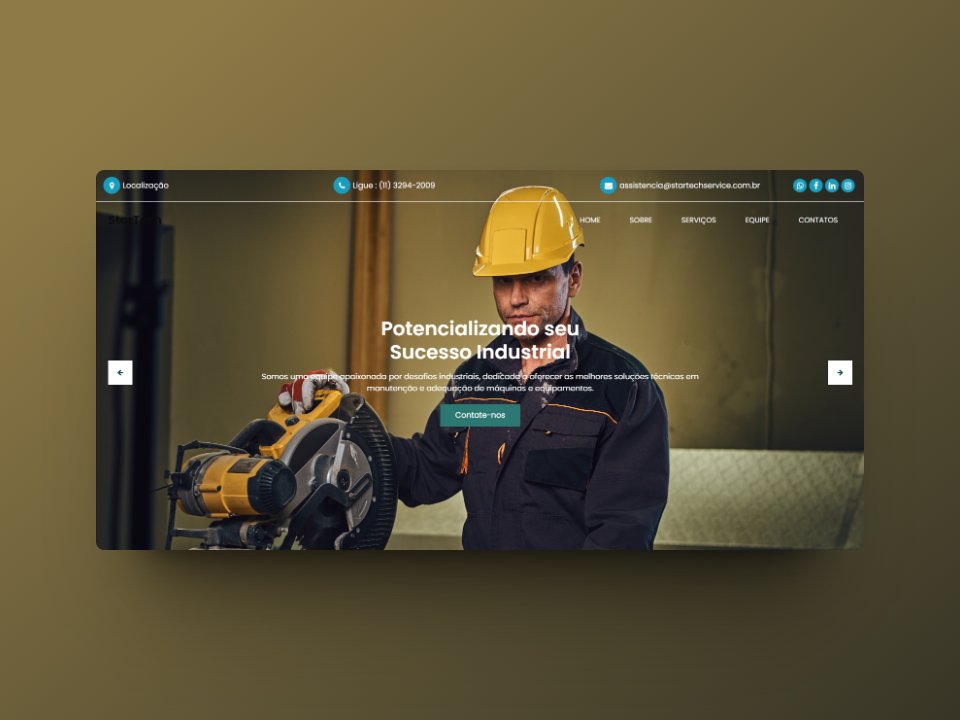 Localização
Ligue : (11) 3294-2009
assistencia@startechservice.com.br
StarTech
HOME
SOBRE
SERVIÇOS
EQUIPE
CONTATOS
Potencializando seu
Sucesso Industrial
Somos uma equipe apaixonada por desafios industriais, dedicada a oferecer as melhores soluções técnicas em
manutenção e adequação de máquinas e equipamentos.
Contate-nos